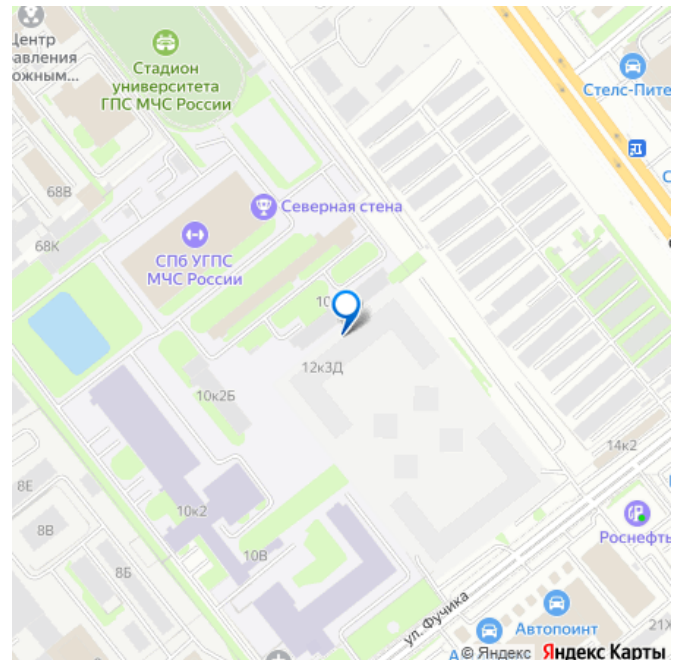 Центр
авления
ожным...
Стадион
университета
ГПС МЧС России
Стелс-Пите
С
68В
Северная стена
68К
СПб УГПС
МЧС России
10
12к3Д
10к2Б
14к2
8Е
10к2
Роснефть
8В
10В
8Б
ул. Фучика
Автопоинт
21
А
© Яндекс Яндекс Карты